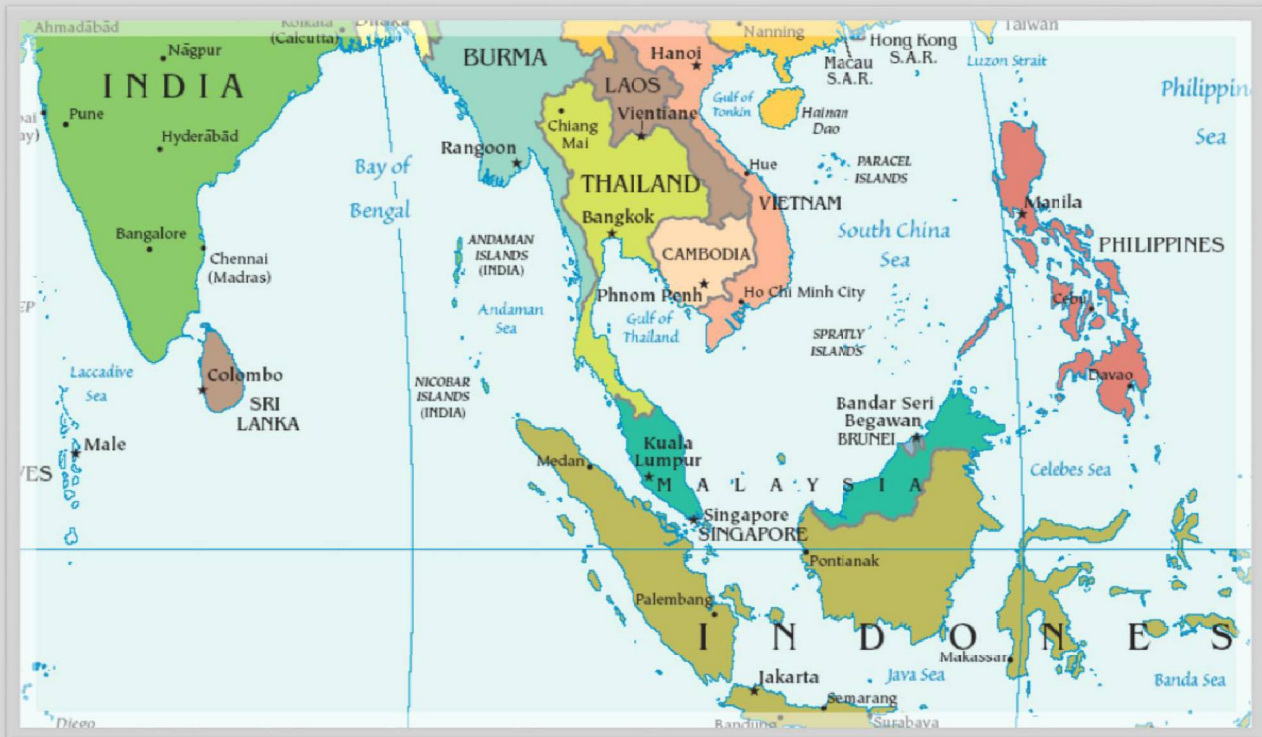 Ahmadābād
Kolkata
(Calcutta)
Dhaka
Nanning
Taiwan
Hong Kong
S.A.R.
Macau
S.A.R.
Luzon Strait
Nāgpur
INDIA
BURMA
Hanoi
LAOS
Gulf of
Tonkin
Hainan
Dao
Philippin
Sea
Pune
Hyderābād
Chiang
Mai
Vientiane
Rangoon
Bay of
Bengal
THAILAND
Hue
PARACEL
ISLANDS
VIETNAM
Manila
Bangkok
Bangalore
Chennai
(Madras)
ANDAMAN
ISLANDS
(INDIA)
CAMBODIA
South China
Sea
PHILIPPINES
Phnom Penh
Ho Chi Minh City
Cebu
Andaman
Sea
Gulf of
Thailand
SPRATLY
ISLANDS
Laccadive
Sea
Colombo
SRI
LANKA
NICOBAR
ISLANDS
(INDIA)
Davao
Bandar Seri
Begawan
BRUNEI
Male
VES
Kuala
Lumpur
Medan
MALAYSIA
Celebes Sea
Singapore
SINGAPORE
Pontianak
Palembang
INDONES
Makassar
Jakarta
Java Sea
Banda Sea
Semarang
Diego
Bandung
Surabaya